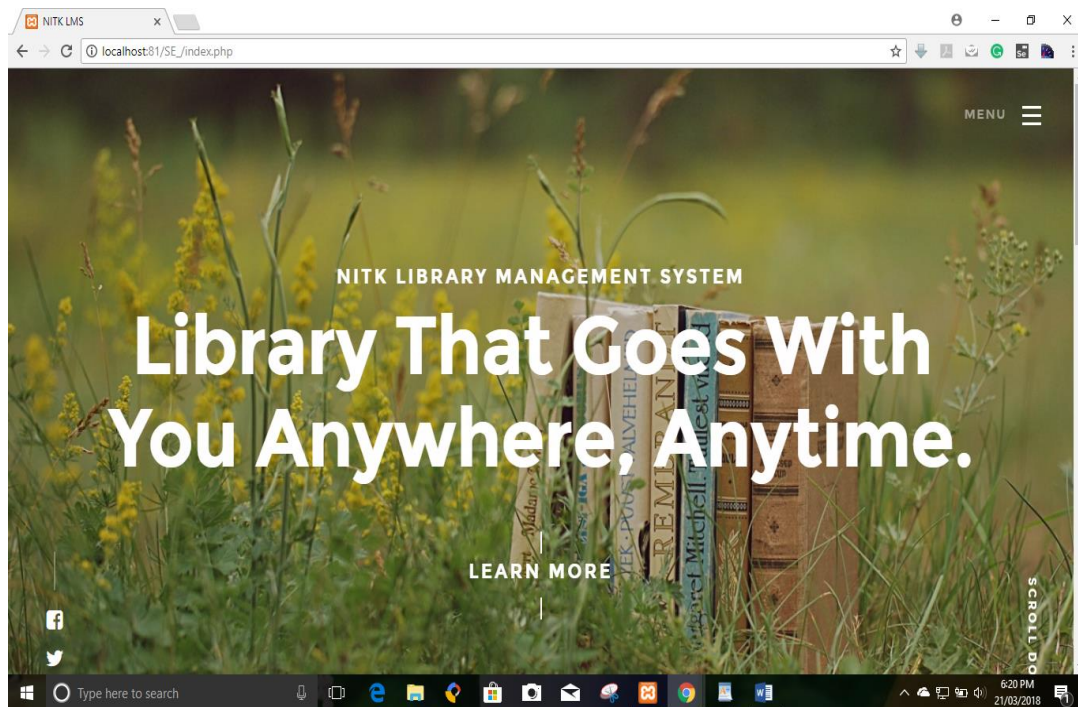 NITK LMS
localhost:81/SE_/index.php
MENU
NITK LIBRARY MANAGEMENT SYSTEM
Library That Goes With
You Anywhere, Anytime.
LEARN MORE
REMBRANDT
SCROLL DO
Type here to search
6:20 PM
21/03/2018